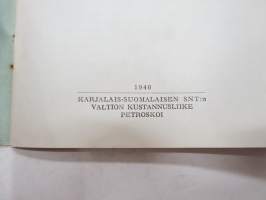 1940
KARJALAIS-SUOMALAISEN SNT:n
VALTION KUSTANNUSLIIKE
PETROSKOI